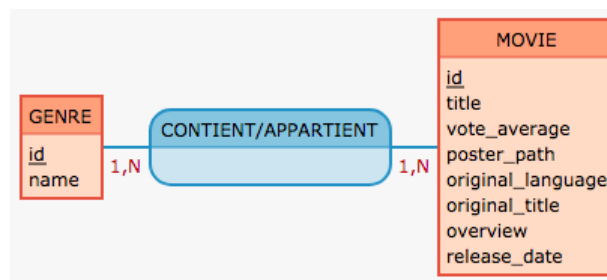 GENRE
id
name
1,N
CONTIENT/APPARTIENT
1,N
MOVIE
id
title
vote_average
poster_path
original_language
original_title
overview
release_date